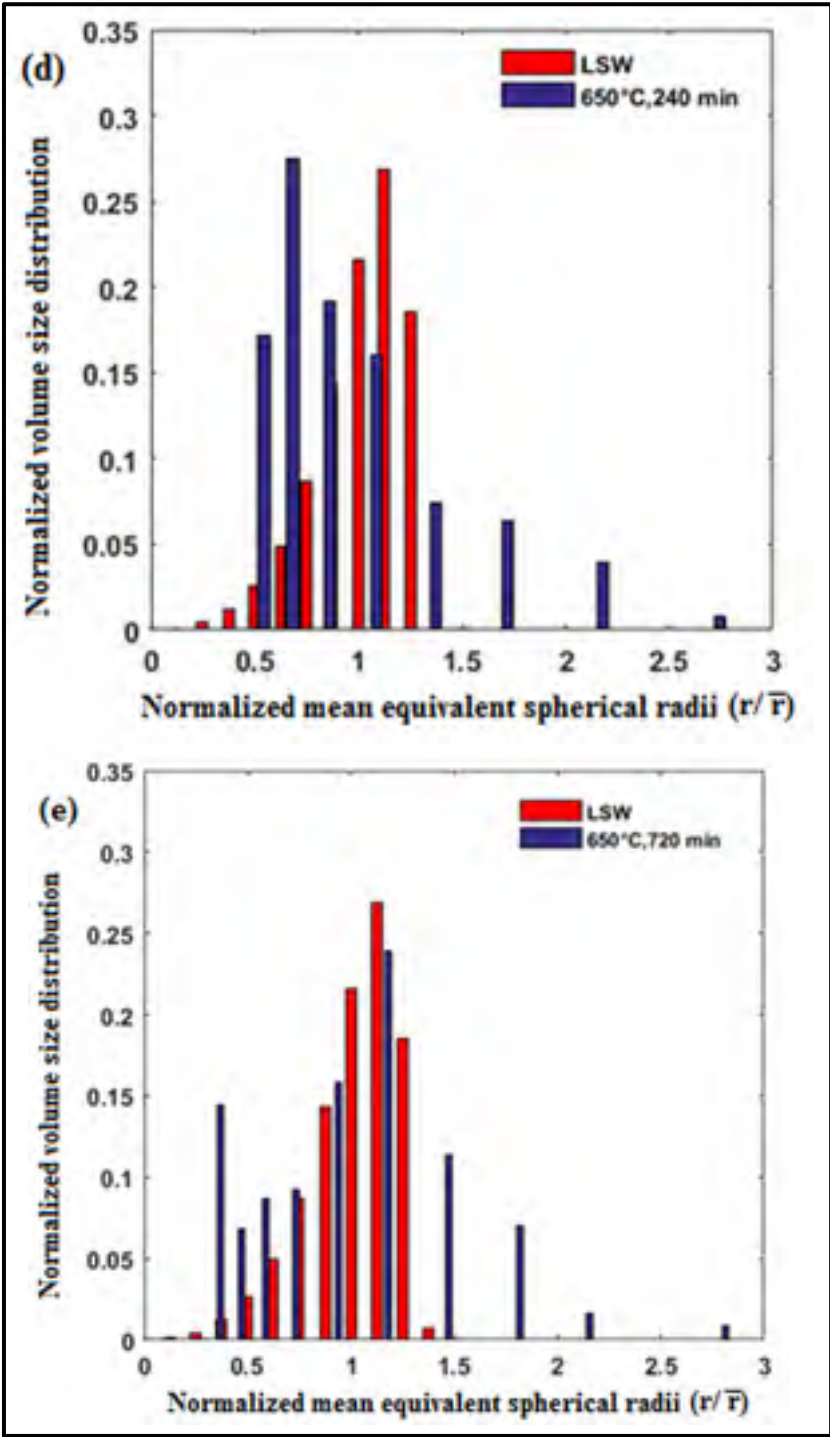 (d)
0.35
0.3
0.25
0.2
0.15
0.1
0.05
0
LSW
650°C,240 min
Normalized volume size distribution
0 0.5 1 1.5 2 2.5 3
Normalized mean equivalent spherical radii (r/ r̅)
(e)
0.35
0.3
0.25
0.2
0.15
0.1
0.05
0
LSW
650°C,720 min
Normalized volume size distribution
0 0.5 1 1.5 2 2.5 3
Normalized mean equivalent spherical radii (r/ r̅)